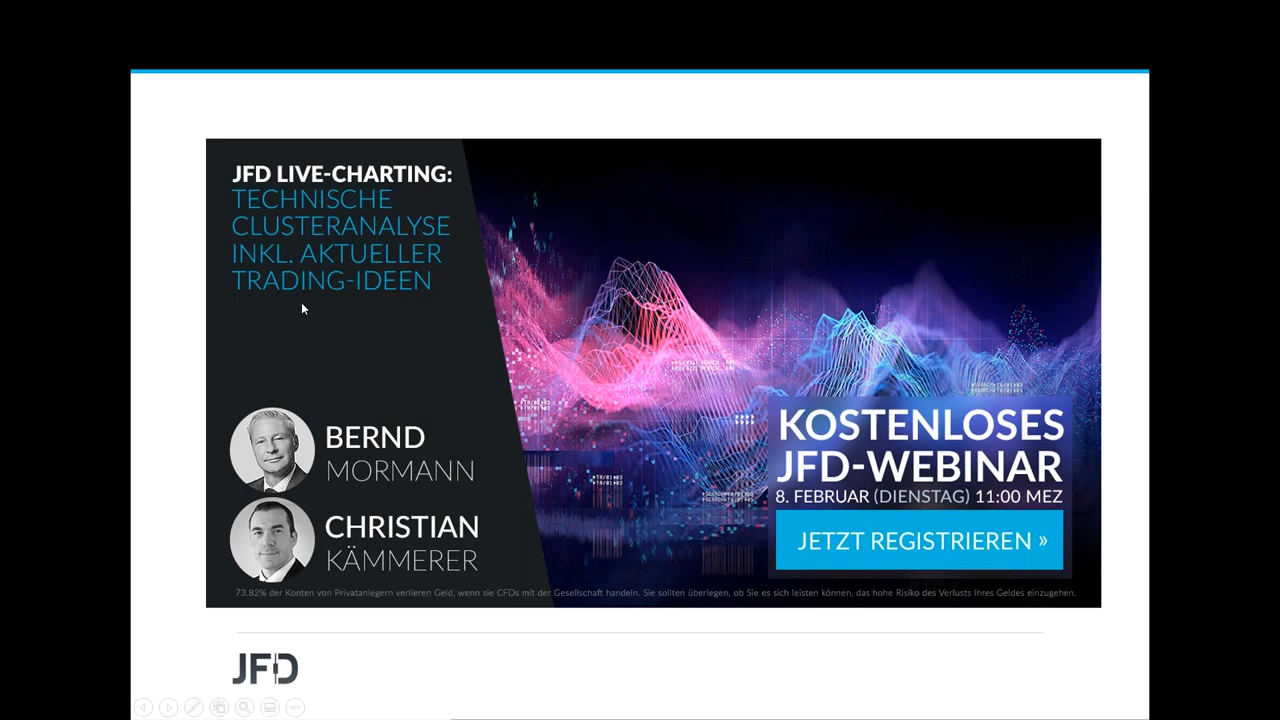 JFD LIVE-CHARTING:
TECHNISCHE
CLUSTERANALYSE
INKL. AKTUELLER
TRADING-IDEEN
BERND
MORMANN
CHRISTIAN
KÄMMERER
KOSTENLOSES
JFD-WEBINAR
8. FEBRUAR (DIENSTAG) 11:00 MEZ
JETZT REGISTRIEREN »
73.82% der Konten von Privatanlegern verlieren Geld, wenn sie CFDs mit der Gesellschaft handeln. Sie sollten überlegen, ob Sie es sich leisten können, das hohe Risiko des Verlusts Ihres Geldes einzugehen.
JFD